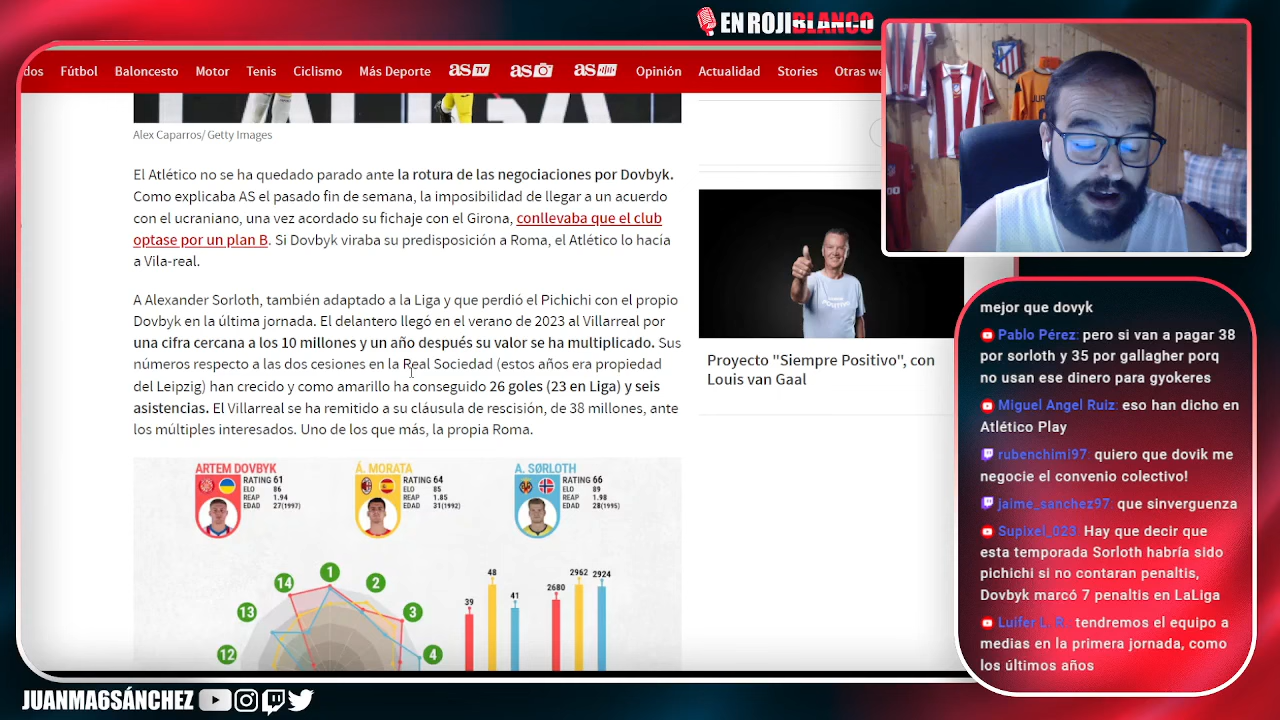 EN ROJIBLANCO
dos Fútbol Baloncesto Motor Tenis Ciclismo Más Deporte as TV as as Opinión Actualidad Stories Otras we
LALIGA
Alex Caparros/ Getty Images
El Atlético no se ha quedado parado ante la rotura de las negociaciones por Dovbyk.
Como explicaba AS el pasado fin de semana, la imposibilidad de llegar a un acuerdo
con el ucraniano, una vez acordado su fichaje con el Girona, conllevaba que el club
optase por un plan B. Si Dovbyk viraba su predisposición a Roma, el Atlético lo hacía
a Vila-real.
A Alexander Sorloth, también adaptado a la Liga y que perdió el Pichichi con el propio
Dovbyk en la última jornada. El delantero llegó en el verano de 2023 al Villarreal por
una cifra cercana a los 10 millones y un año después su valor se ha multiplicado. Sus
números respecto a las dos cesiones en la Real Sociedad (estos años era propiedad
del Leipzig) han crecido y como amarillo ha conseguido 26 goles (23 en Liga) y seis
asistencias. El Villarreal se ha remitido a su cláusula de rescisión, de 38 millones, ante
los múltiples interesados. Uno de los que más, la propia Roma.
ARTEM DOVBYK
RATING 61
ELO 86
REAP 1.94
EDAD 27(1997)
Á. MORATA
RATING 64
ELO 85
REAP 1.85
EDAD 31(1992)
A. SØRLOTH
RATING 66
ELO 89
REAP 1.98
EDAD 28(1995)
14 1 2
13 3
12 4
39 48 41 2680 2962 2924
Proyecto "Siempre Positivo", con
Louis van Gaal
mejor que dovyk
Pablo Pérez: pero si van a pagar 38
por sorloth y 35 por gallagher porq
no usan ese dinero para gyokeres
Miguel Angel Ruiz: eso han dicho en
Atlético Play
rubenchimi97: quiero que dovik me
negocie el convenio colectivo!
jaime_sanchez97: que sinverguenza
Supixel_023: Hay que decir que
esta temporada Sorloth habría sido
pichichi si no contaran penaltis,
Dovbyk marcó 7 penaltis en LaLiga
Luifer L. R.: tendremos el equipo a
medias en la primera jornada, como
los últimos años
JUANMA6SÁNCHEZ